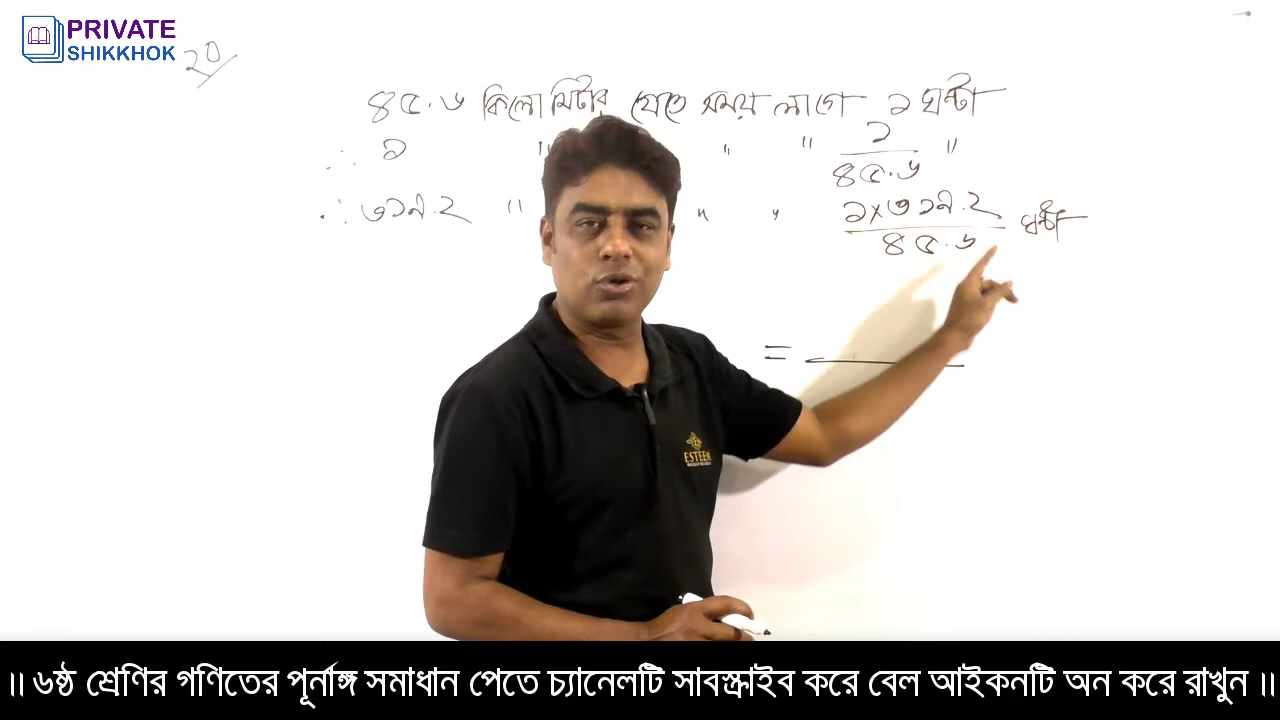 PRIVATE
SHIKKHOK
২০
৪৫.৬ কিলোমিটার যেতে সময় লাগে ১ ঘন্টা
∴ ১ " " " ১/৪৫.৬ "
∴ ৩১৯.২ " " " ১×৩১৯.২/৪৫.৬ ঘন্টা
=
ESTEEM
॥ ৬ষ্ঠ শ্রেণির গণিতের পূর্নাঙ্গ সমাধান পেতে চ্যানেলটি সাবস্ক্রাইব করে বেল আইকনটি অন করে রাখুন ॥